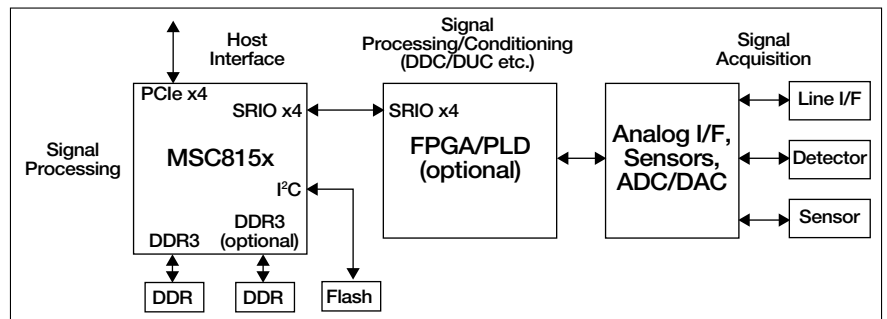 Host
Interface
Signal
Processing/Conditioning
(DDC/DUC etc.)
Signal
Acquisition
Signal
Processing
PCIe x4
SRIO x4
MSC815x
I²C
DDR3
DDR3
(optional)
SRIO x4
FPGA/PLD
(optional)
Analog I/F,
Sensors,
ADC/DAC
Line I/F
Detector
Sensor
DDR
DDR
Flash